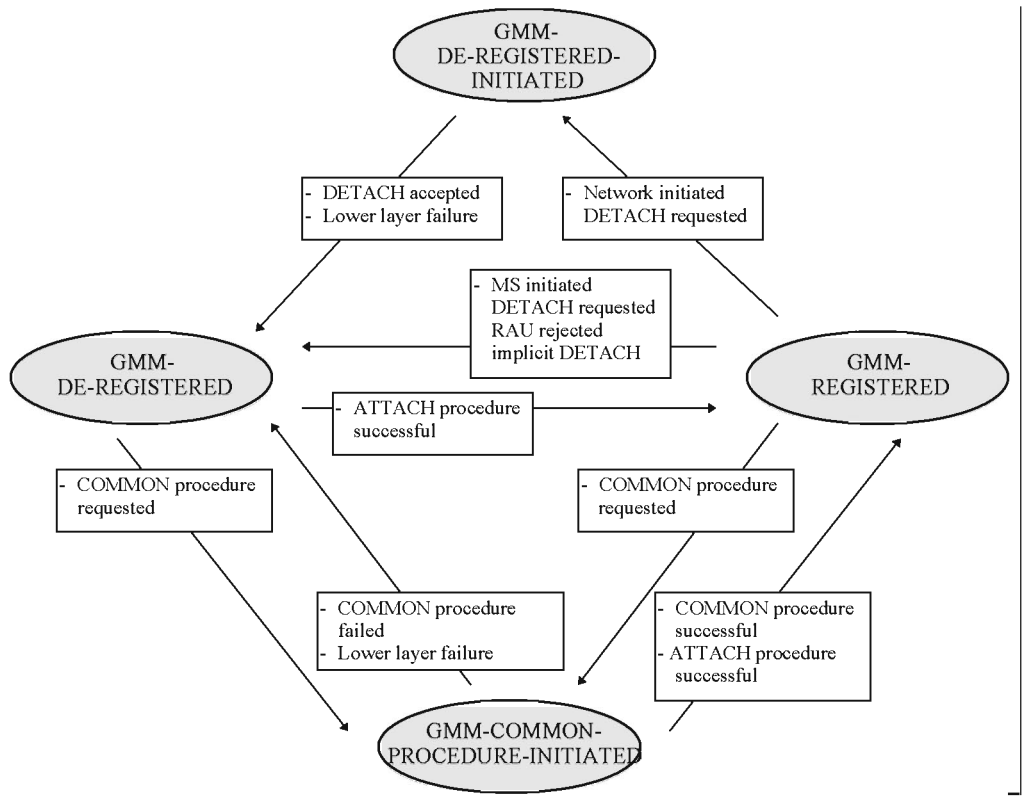 GMM-
DE-REGISTERED-
INITIATED
- DETACH accepted
- Lower layer failure
- Network initiated
DETACH requested
- MS initiated
DETACH requested
RAU rejected
implicit DETACH
GMM-
DE-REGISTERED
GMM-
REGISTERED
- ATTACH procedure
successful
- COMMON procedure
requested
- COMMON procedure
requested
- COMMON procedure
failed
- Lower layer failure
- COMMON procedure
successful
- ATTACH procedure
successful
GMM-COMMON-
PROCEDURE-INITIATED